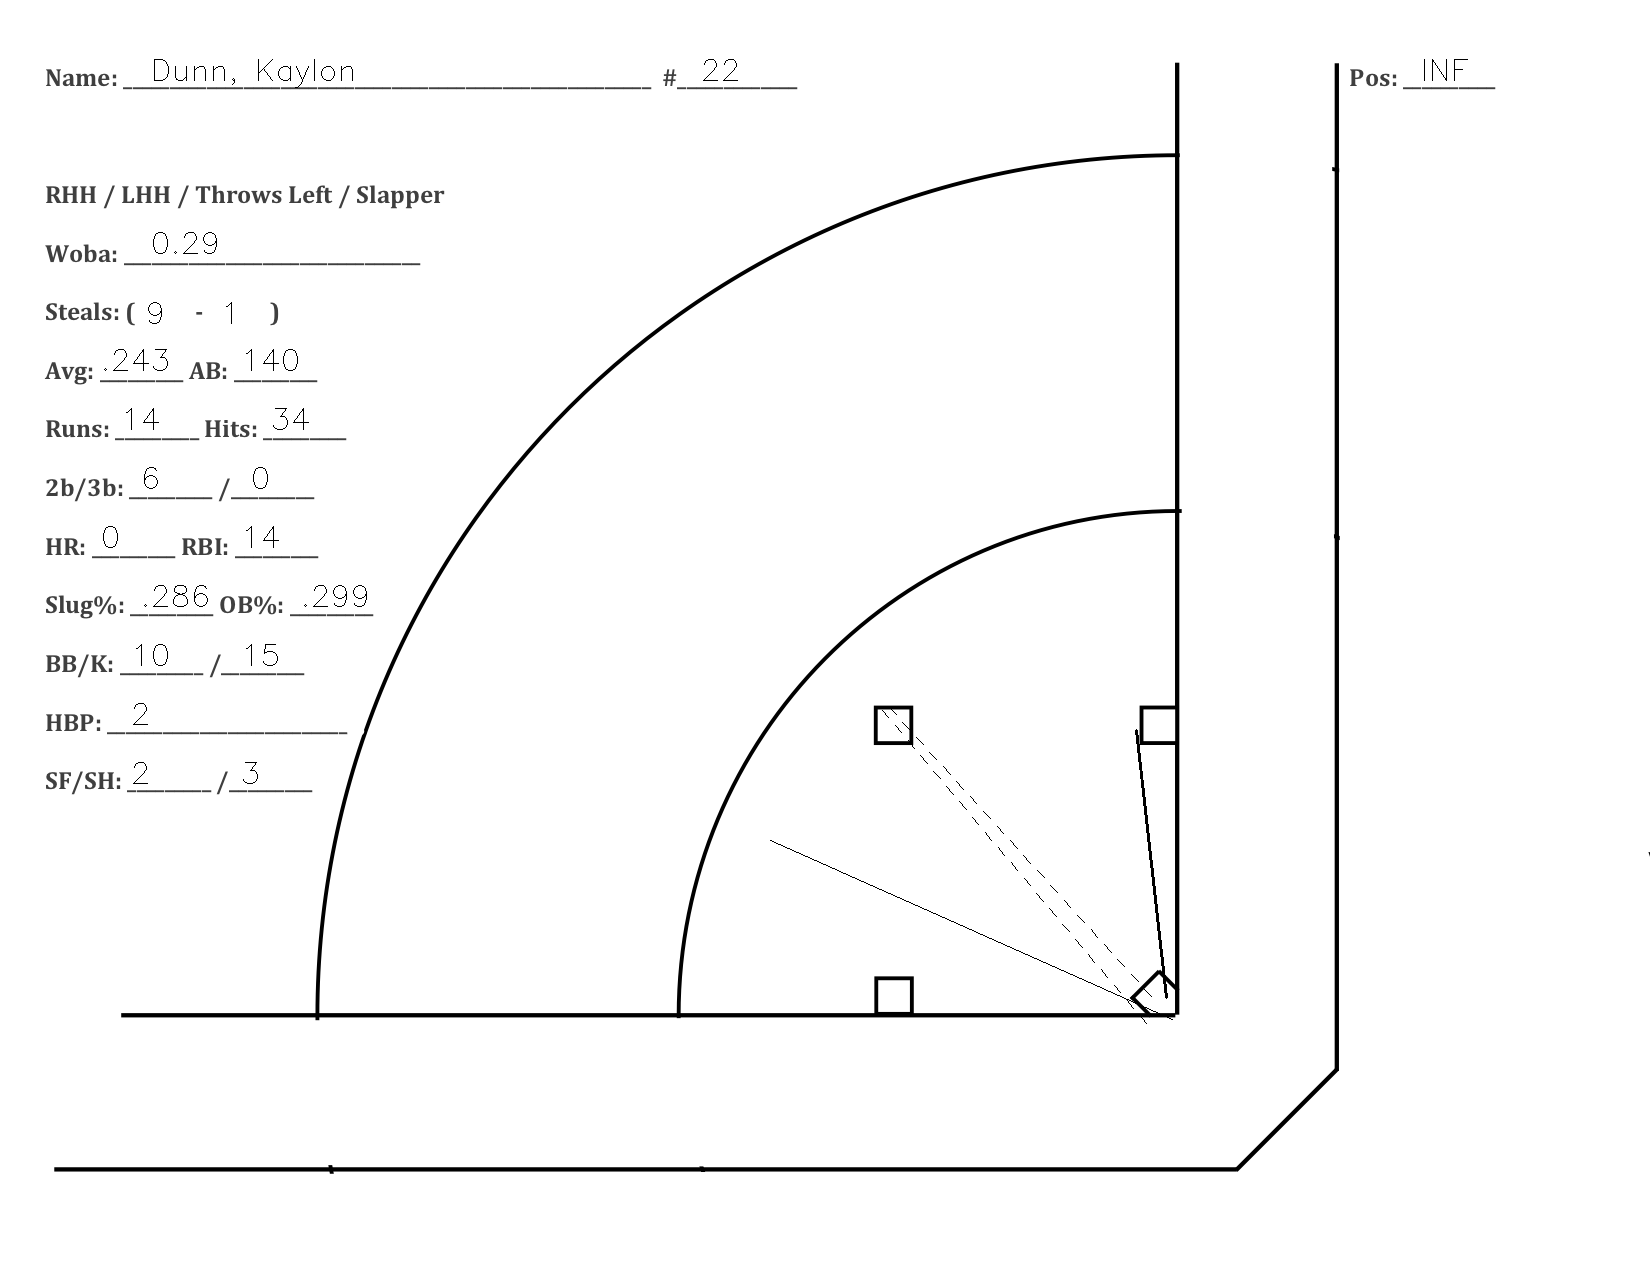 Name: Dunn, Kaylon # 22 Pos: INF
RHH / LHH / Throws Left / Slapper
Woba: 0.29
Steals: ( 9 - 1 )
Avg: .243 AB: 140
Runs: 14 Hits: 34
2b/3b: 6 / 0
HR: 0 RBI: 14
Slug%: .286 OB%: .299
BB/K: 10 / 15
HBP: 2
SF/SH: 2 / 3